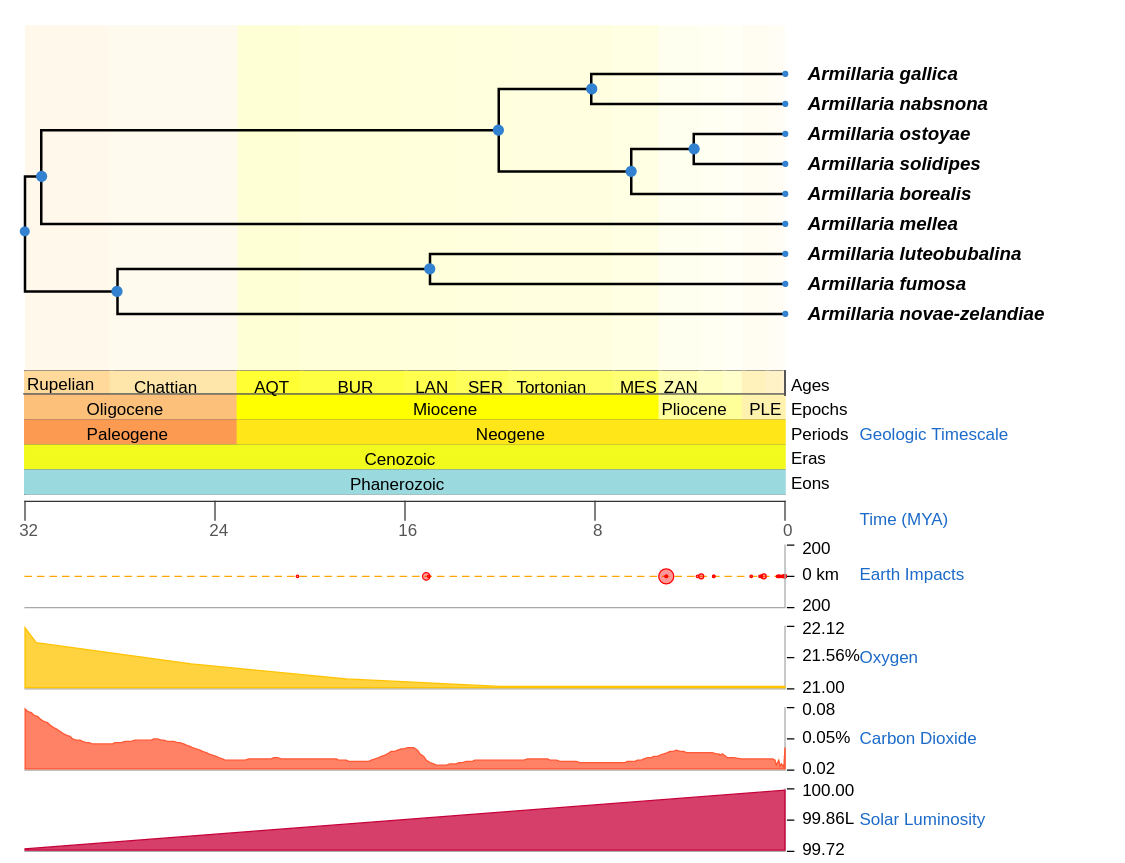 Armillaria gallica
Armillaria nabsnona
Armillaria ostoyae
Armillaria solidipes
Armillaria borealis
Armillaria mellea
Armillaria luteobubalina
Armillaria fumosa
Armillaria novae-zelandiae
Rupelian Chattian AQT BUR LAN SER Tortonian MES ZAN Ages
Oligocene Miocene Pliocene PLE Epochs
Paleogene Neogene Periods Geologic Timescale
Cenozoic Eras
Phanerozoic Eons
32 24 16 8 0 Time (MYA)
200
0 km Earth Impacts
200
22.12
21.56% Oxygen
21.00
0.08
0.05% Carbon Dioxide
0.02
100.00
99.86L Solar Luminosity
99.72